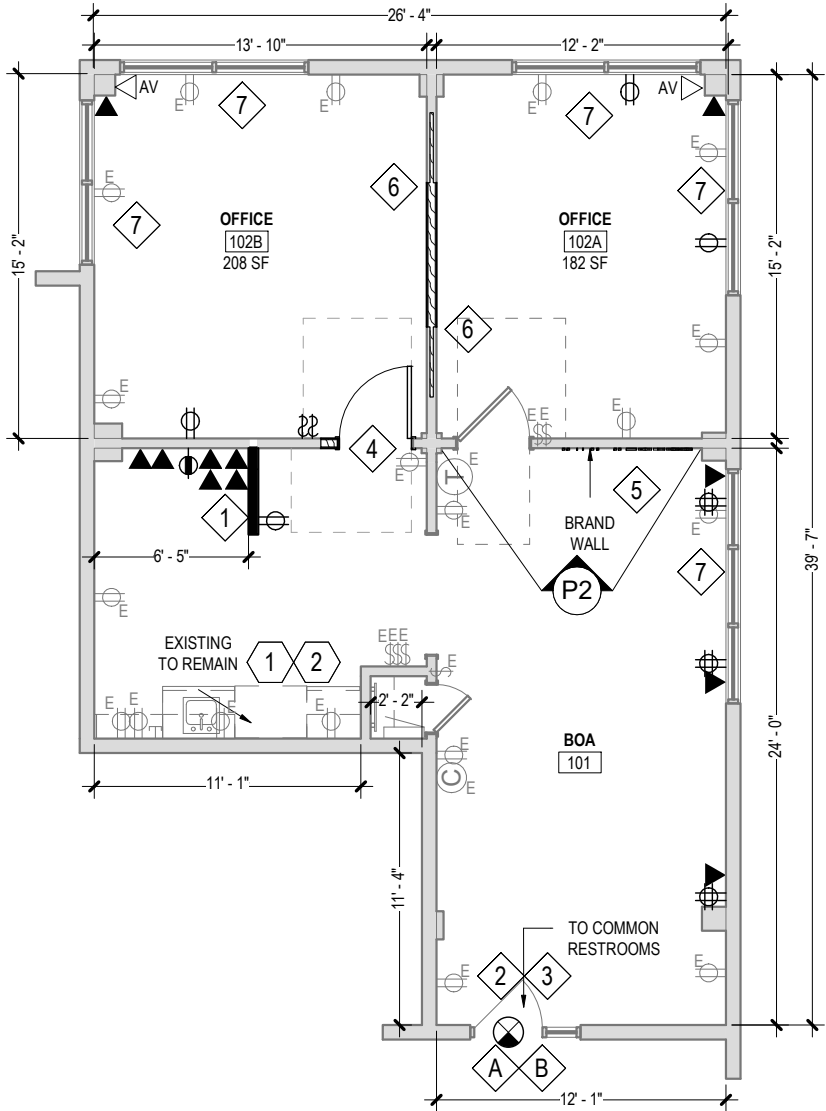 26' - 4"
13' - 10"
12' - 2"
AV
AV
E
E
E
E
7
7
E
E
6
7
7
OFFICE
102B
208 SF
OFFICE
102A
182 SF
15' - 2"
15' - 2"
6
E
E
E
EE
4
E
E
T
5
E
1
E
BRAND
WALL
6' - 5"
P2
7
39' - 7"
E
EXISTING
TO REMAIN
1
2
EEE
E
E
E
E
E
2' - 2"
BOA
101
E
C
E
24' - 0"
11' - 1"
11' - 4"
TO COMMON
RESTROOMS
E
2
3
E
A
B
12' - 1"